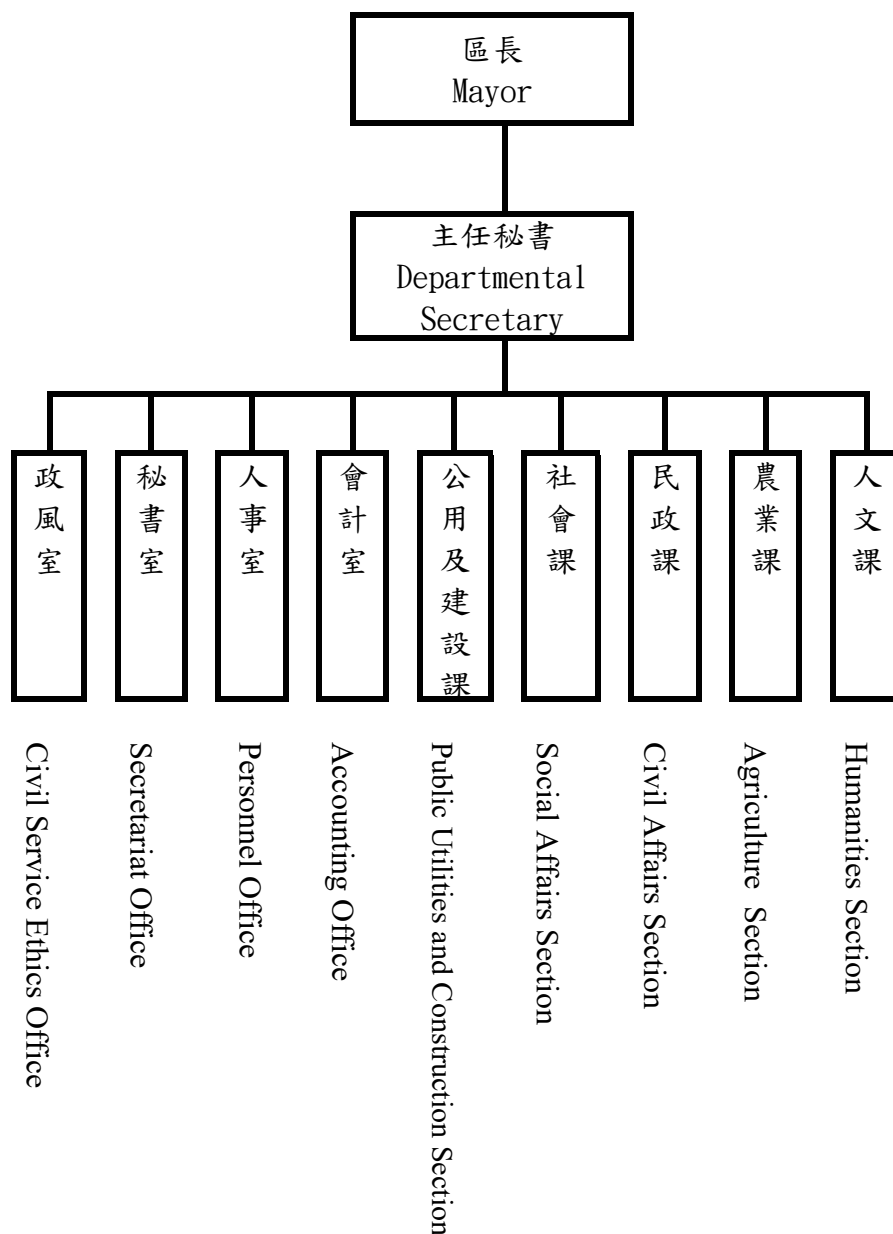 區長
Mayor
主任秘書
Departmental
Secretary
政風室
秘書室
人事室
會計室
公用及建設課
社會課
民政課
農業課
人文課
Civil Service Ethics Office
Secretariat Office
Personnel Office
Accounting Office
Public Utilities and Construction Section
Social Affairs Section
Civil Affairs Section
Agriculture Section
Humanities Section